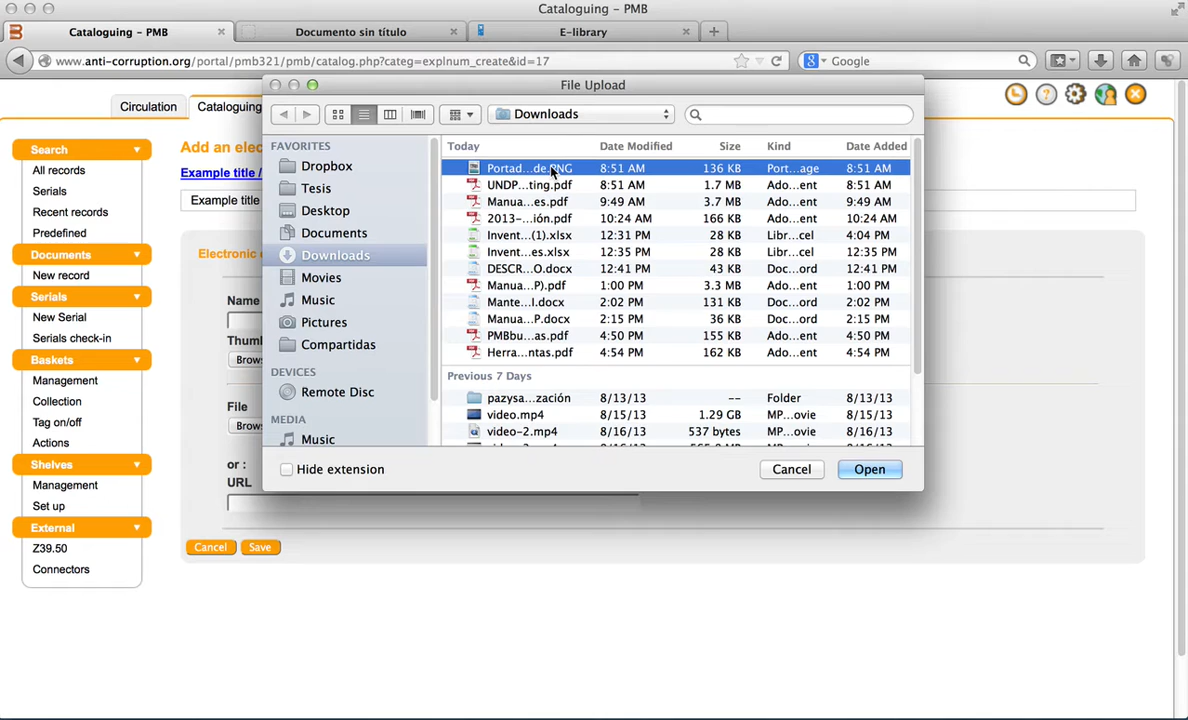 Cataloguing - PMB
Cataloguing - PMB
Documento sin título
E-library
www.anti-corruption.org/portal/pmb321/pmb/catalog.php?categ=explnum_create&id=17
Google
File Upload
Downloads
Circulation
Cataloguing
Search
All records
Serials
Recent records
Predefined
Documents
New record
Serials
New Serial
Serials check-in
Baskets
Management
Collection
Tag on/off
Actions
Shelves
Management
Set up
External
Z39.50
Connectors
Add an elec
Example title /
Example title
Electronic
Name
Thumb
Brows
File
Brows
or :
URL
Cancel Save
FAVORITES
Dropbox
Tesis
Desktop
Documents
Downloads
Movies
Music
Pictures
Compartidas
DEVICES
Remote Disc
MEDIA
Music
Today Date Modified Size Kind Date Added
Portad...de.PNG 8:51 AM 136 KB Port...age 8:51 AM
UNDP...ting.pdf 8:51 AM 1.7 MB Ado...ent 8:51 AM
Manua...es.pdf 9:49 AM 3.7 MB Ado...ent 9:49 AM
2013-...ión.pdf 10:24 AM 166 KB Ado...ent 10:24 AM
Invent...(1).xlsx 12:31 PM 28 KB Libr...cel 4:04 PM
Invent...es.xlsx 12:35 PM 28 KB Libr...cel 12:35 PM
DESCR...O.docx 12:41 PM 43 KB Doc...ord 12:41 PM
Manua...P).pdf 1:00 PM 3.3 MB Ado...ent 1:00 PM
Mante...l.docx 2:02 PM 131 KB Doc...ord 2:02 PM
Manua...P.docx 2:15 PM 36 KB Doc...ord 2:15 PM
PMBbu...as.pdf 4:50 PM 155 KB Ado...ent 4:50 PM
Herra...ntas.pdf 4:54 PM 162 KB Ado...ent 4:54 PM
Previous 7 Days
pazysa...zación 8/13/13 -- Folder 8/13/13
video.mp4 8/15/13 1.29 GB MP...ovie 8/15/13
video-2.mp4 8/16/13 537 bytes MP...ovie 8/16/13
Hide extension
Cancel Open